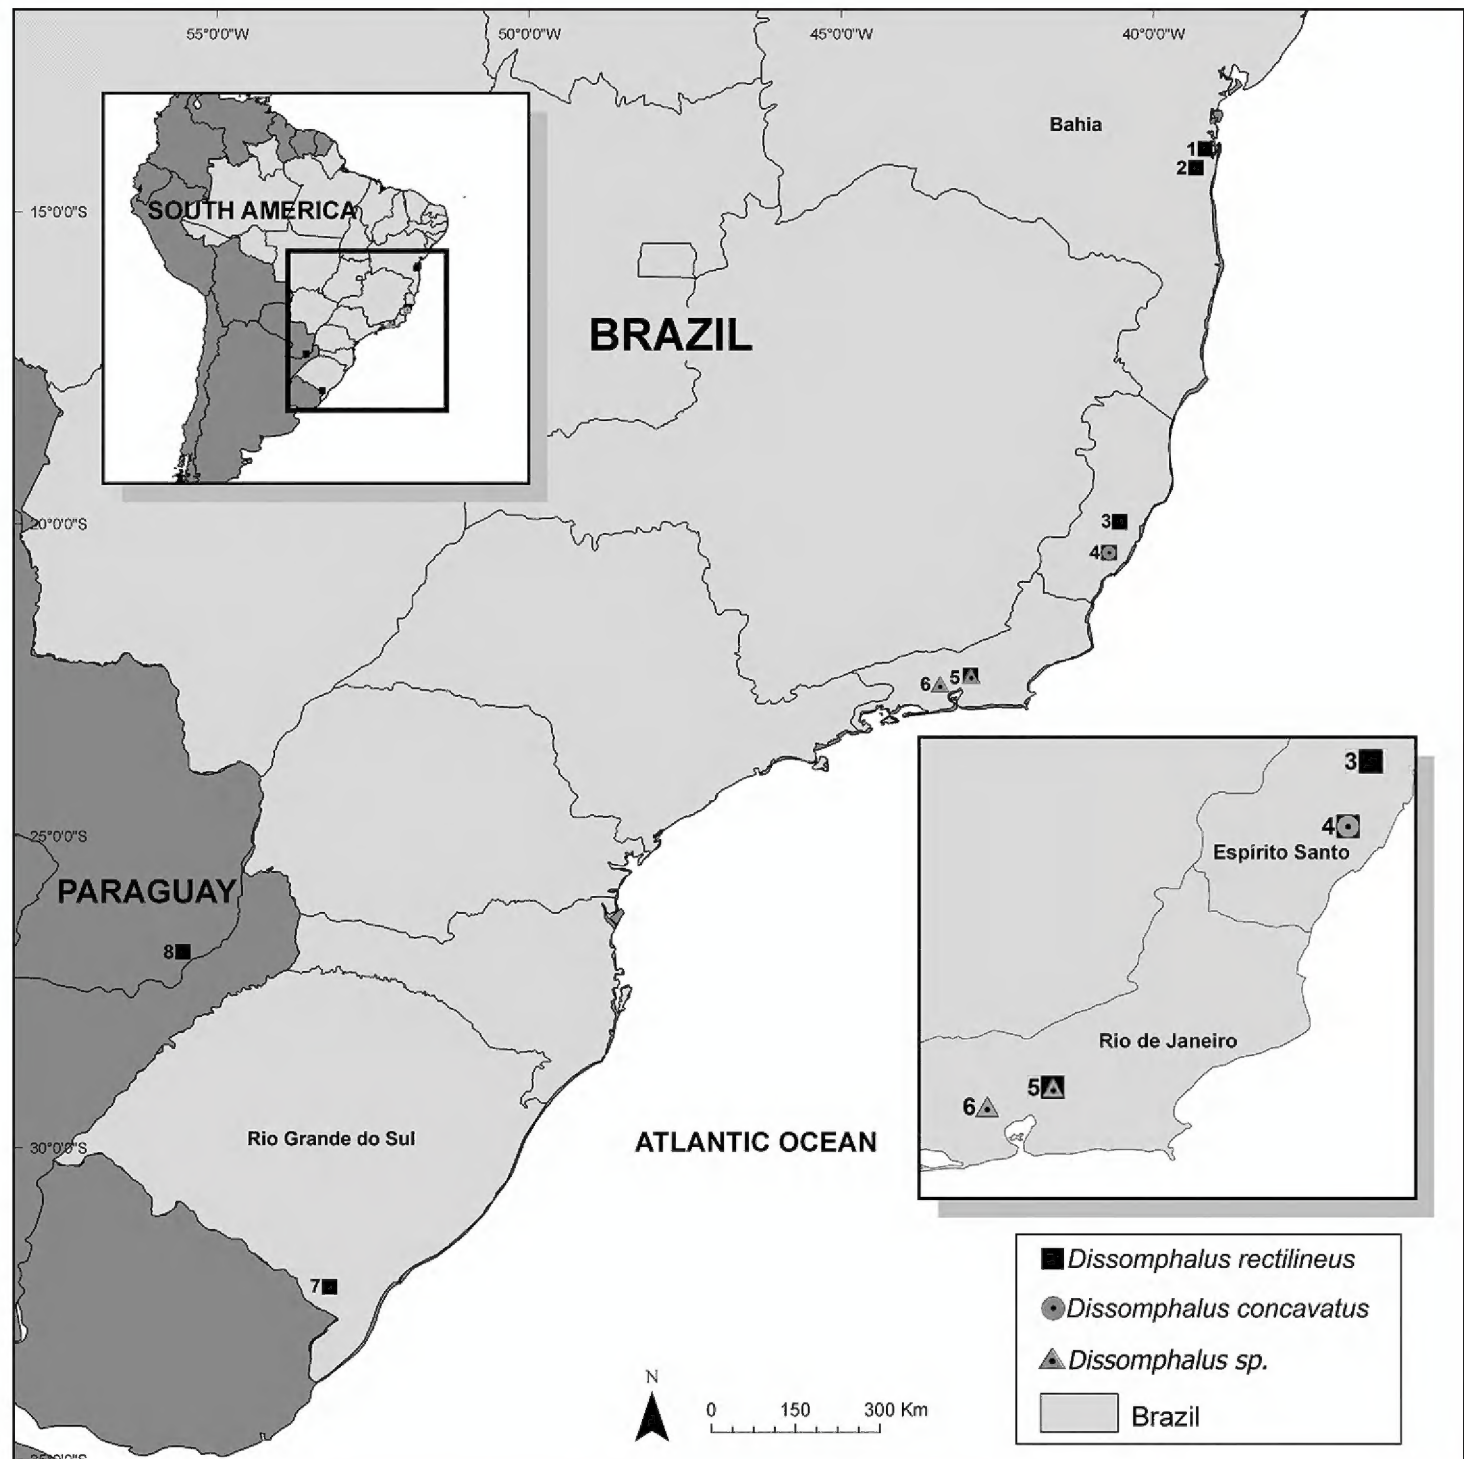 55°0'0"W 50°0'0"W 45°0'0"W 40°0'0"W
Bahia
1
2
15°0'0"S
SOUTH AMERICA
BRAZIL
20°0'0"S
3
4
5
6
25°0'0"S
PARAGUAY
8
3
4
Espírito Santo
Rio de Janeiro
5
6
Rio Grande do Sul
30°0'0"S
ATLANTIC OCEAN
7
Dissomphalus rectilineus
Dissomphalus concavatus
Dissomphalus sp.
Brazil
N
0 150 300 Km